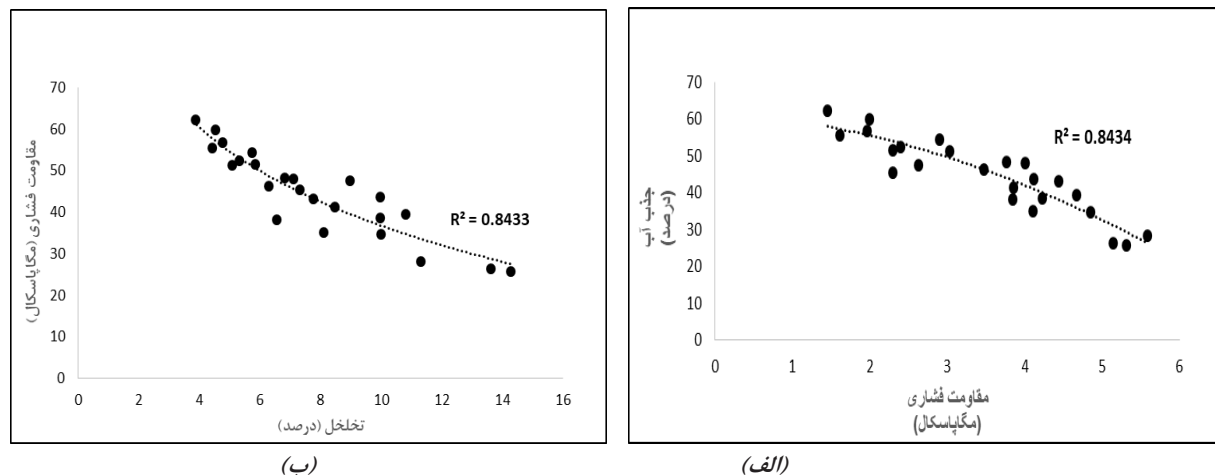 70
60
50
40
30
20
10
0
0 1 2 3 4 5 6
جذب آب
(درصد)
R² = 0.8434
مقاومت فشاری
(مگاپاسکال)
(الف)
70
60
50
40
30
20
10
0
0 2 4 6 8 10 12 14 16
مقاومت فشاری (مگاپاسکال)
R² = 0.8433
تخلخل (درصد)
(ب)